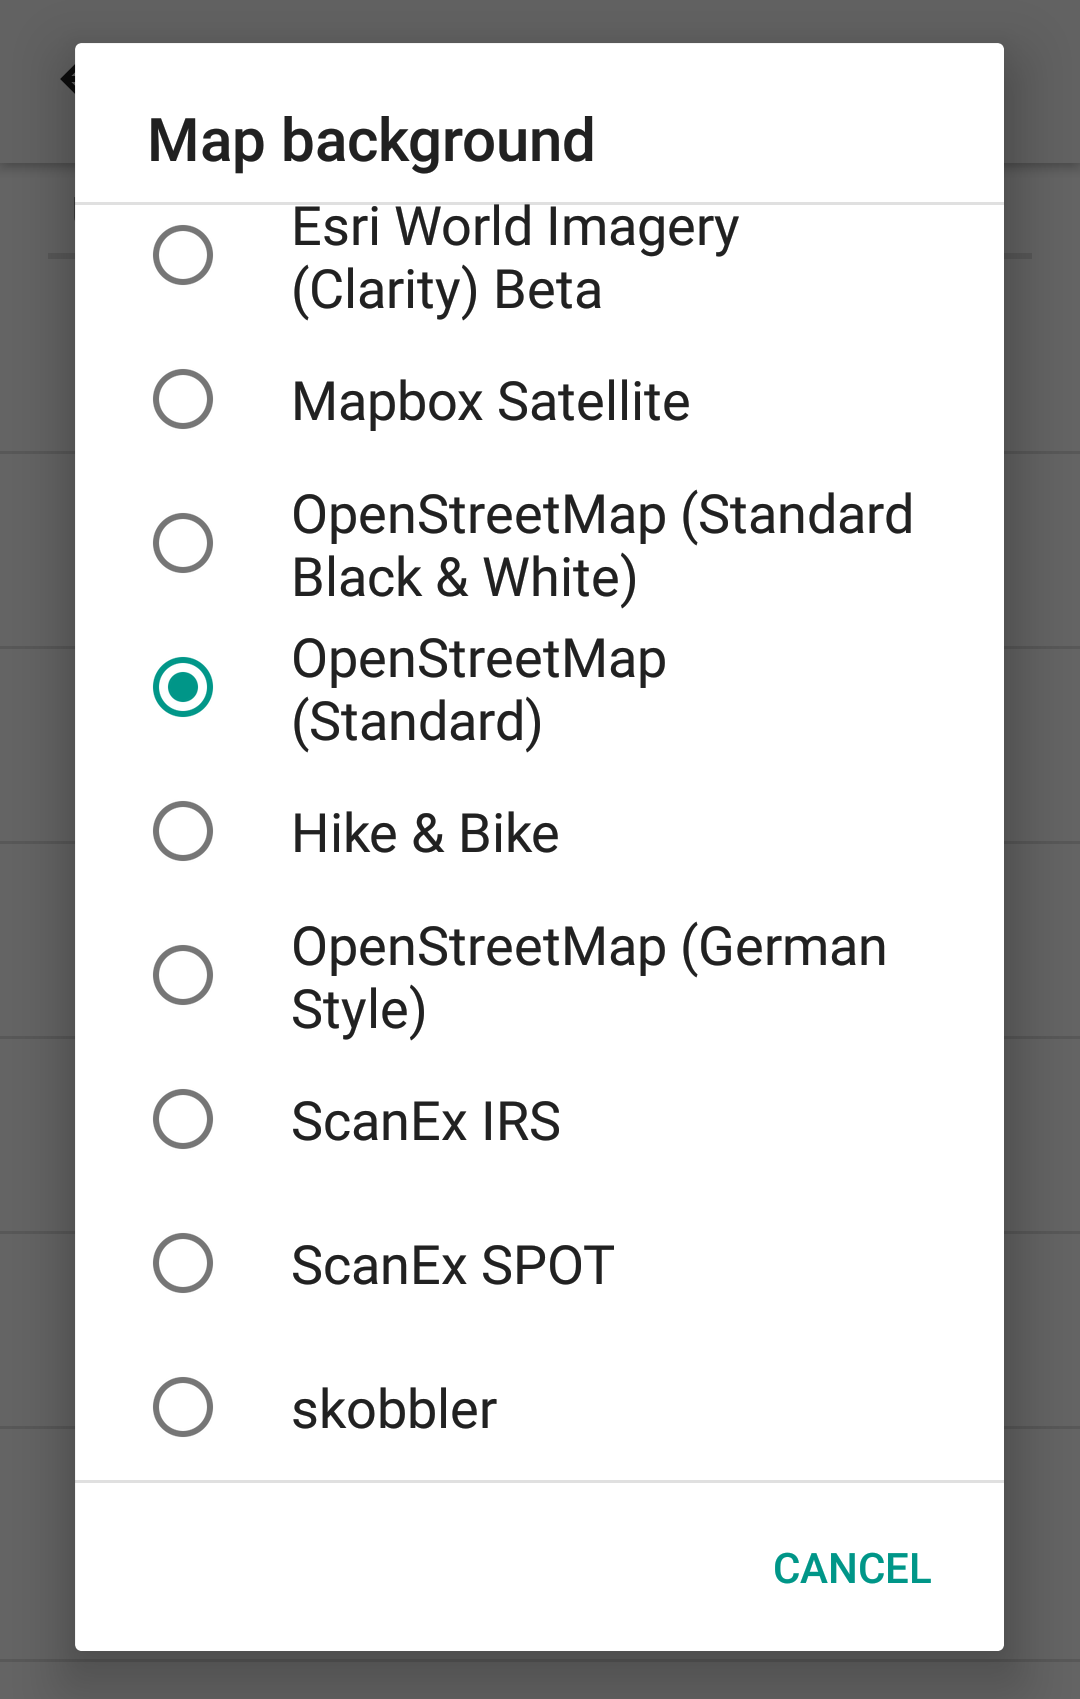 Map background
Esri World Imagery
(Clarity) Beta
Mapbox Satellite
OpenStreetMap (Standard
Black & White)
OpenStreetMap
(Standard)
Hike & Bike
OpenStreetMap (German
Style)
ScanEx IRS
ScanEx SPOT
skobbler
CANCEL